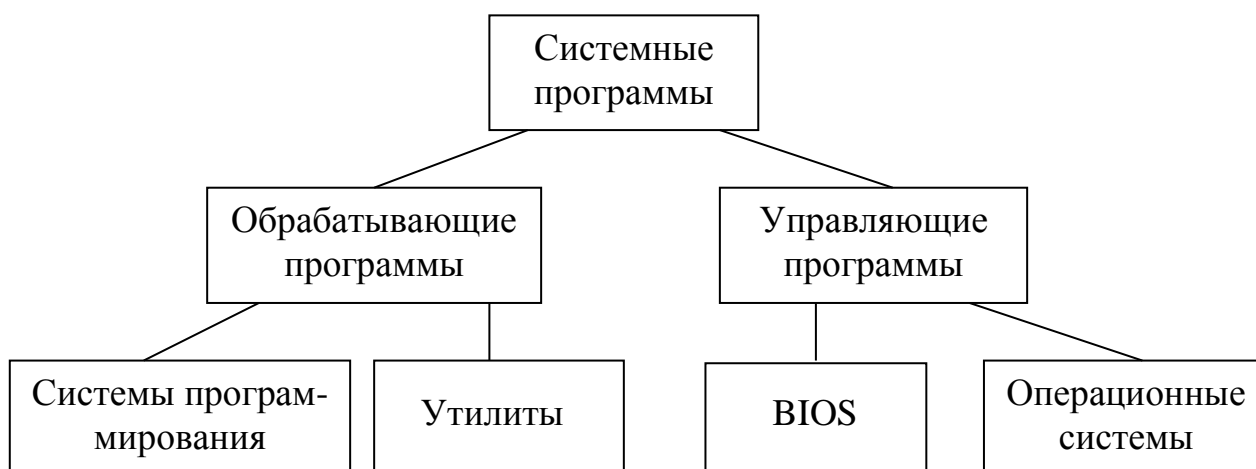 Системные
программы
Обрабатывающие
программы
Управляющие
программы
Системы програм-
мирования
Утилиты
BIOS
Операционные
системы